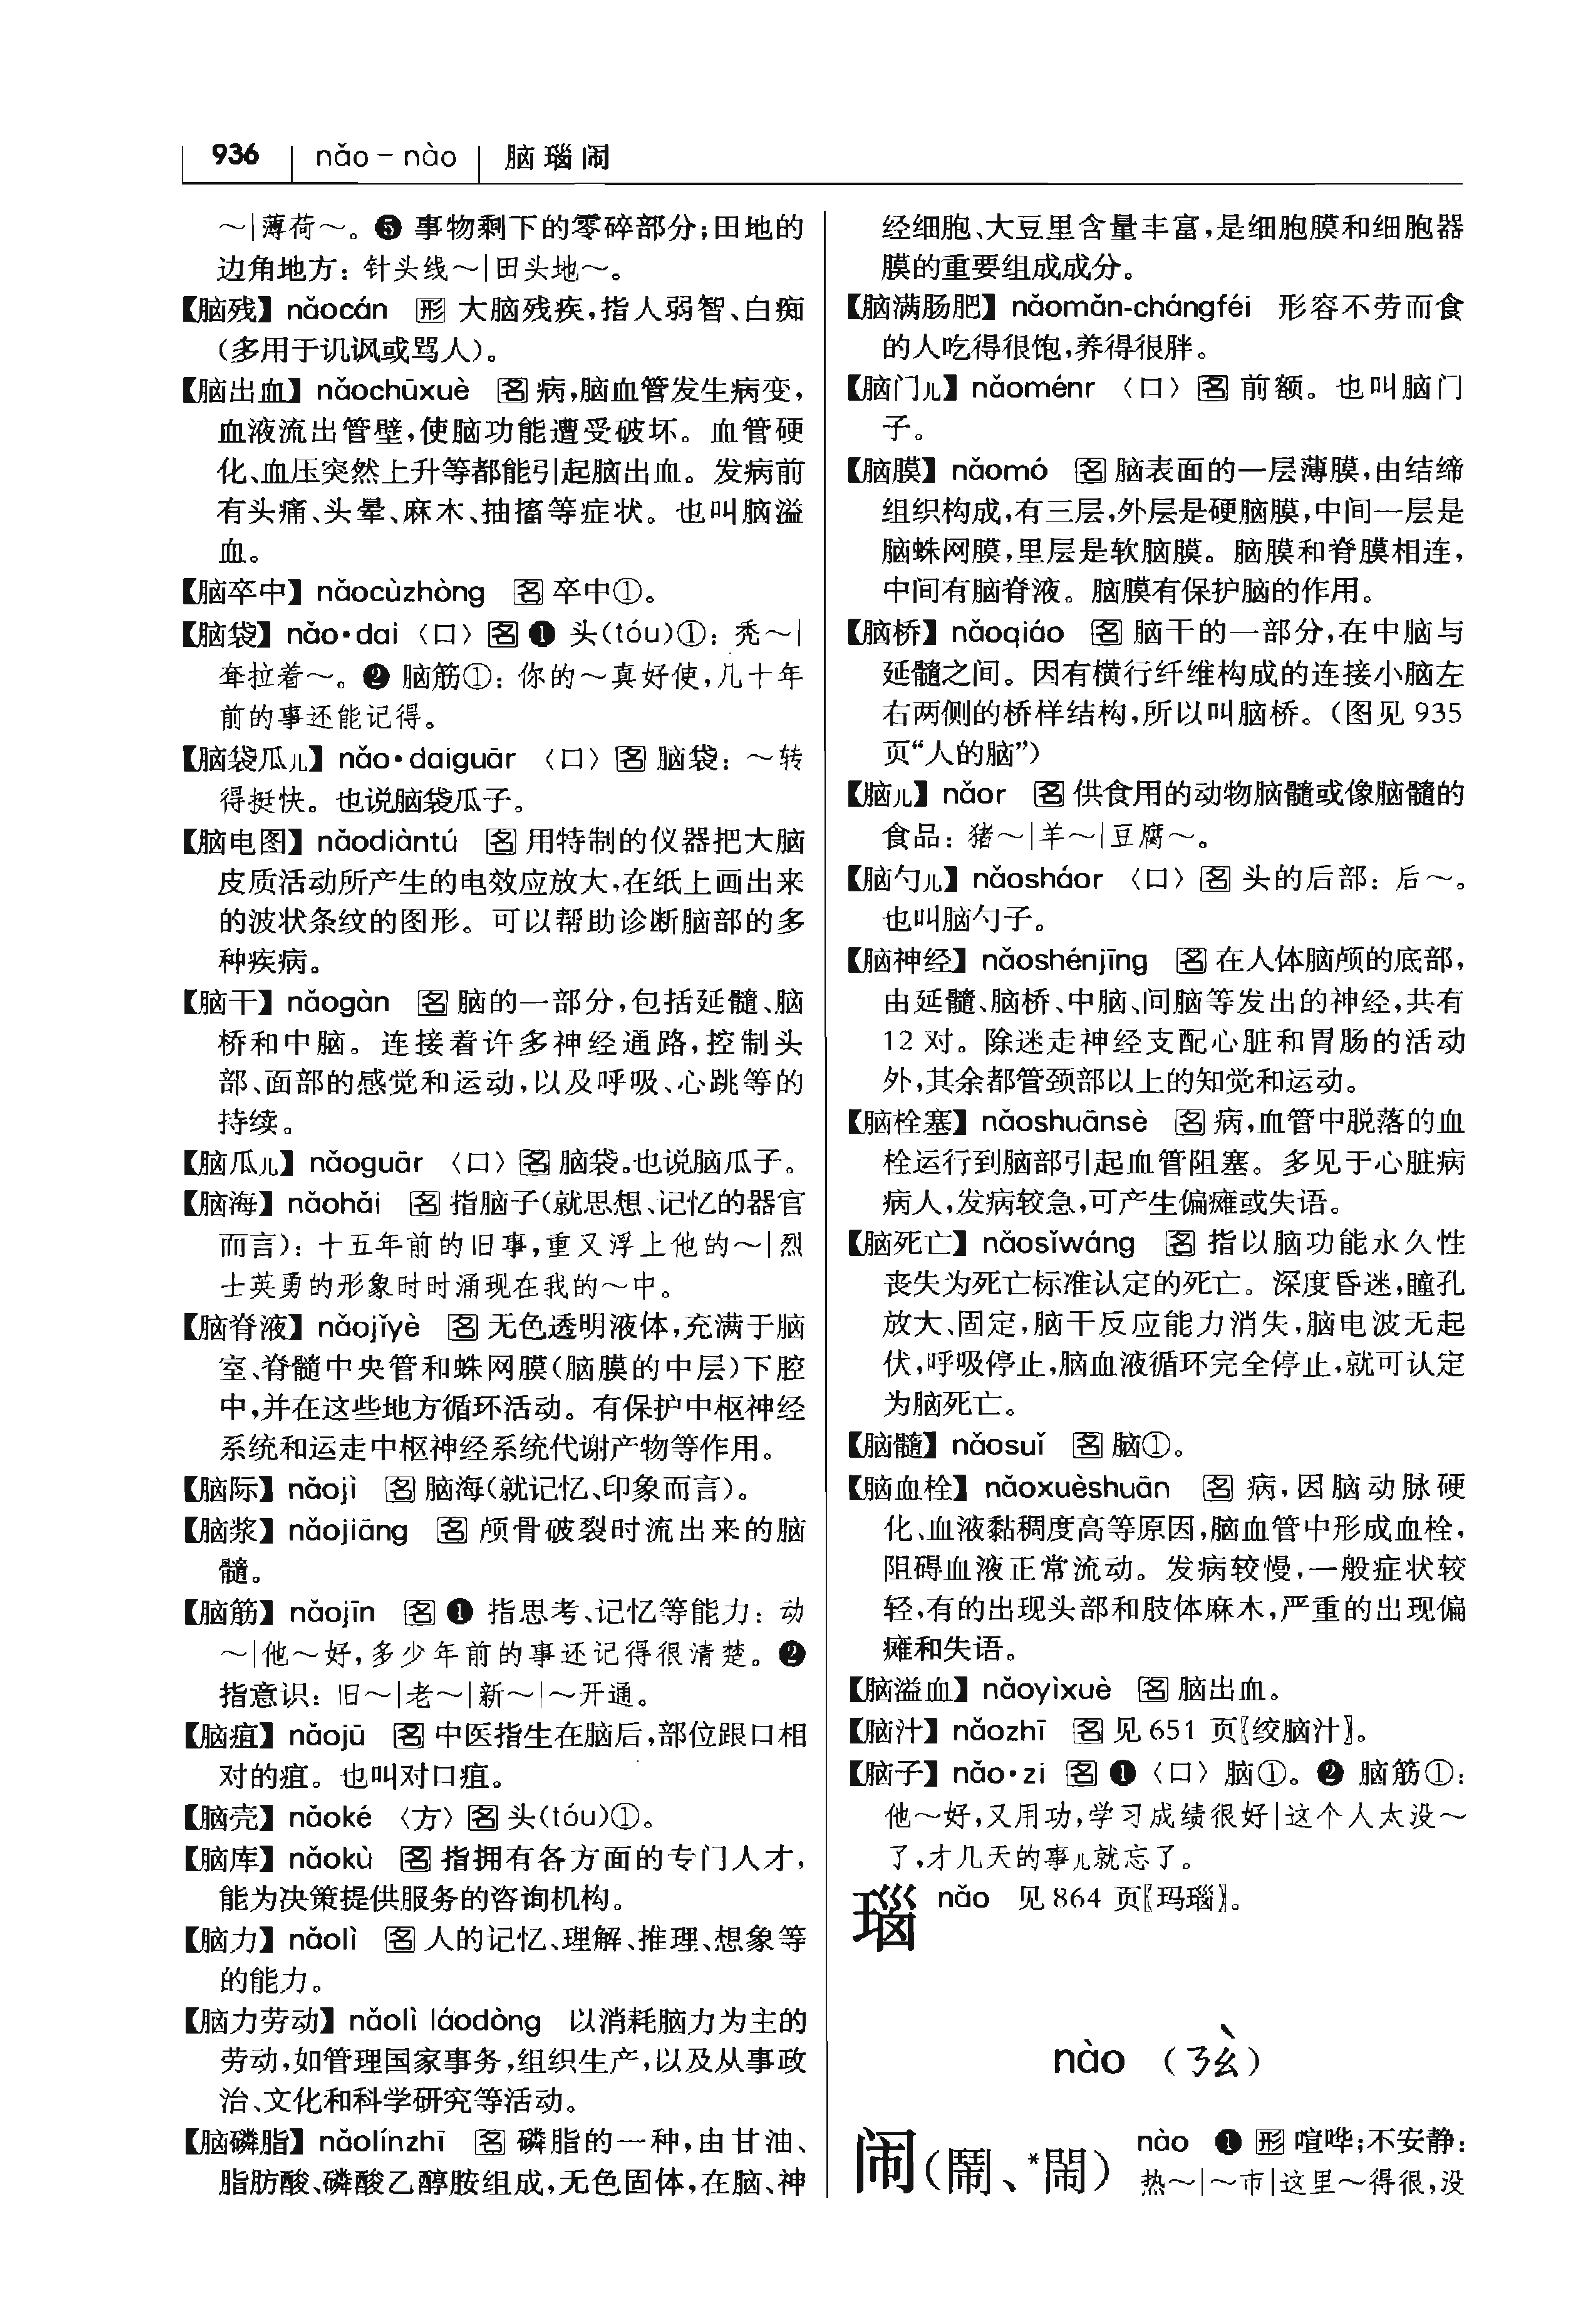 936 nǎo－nào 脑 瑙 闹
～|薄荷～。❺ 事物剩下的零碎部分；田地的
边角地方：针头线～|田头地～。
【脑残】nǎocán 形 大脑残疾，指人弱智、白痴
（多用于讥讽或骂人）。
【脑出血】nǎochūxuè 名 病，脑血管发生病变，
血液流出管壁，使脑功能遭受破坏。血管硬
化、血压突然上升等都能引起脑出血。发病前
有头痛、头晕、麻木、抽搐等症状。也叫脑溢
血。
【脑卒中】nǎocùzhòng 名 卒中①。
【脑袋】nǎo·dai〈口〉名 ❶ 头(tóu)①：秃～|
耷拉着～。❷ 脑筋①：你的～真好使，几十年
前的事还能记得。
【脑袋瓜儿】nǎo·daiguār〈口〉名 脑袋：～转
得挺快。也说脑袋瓜子。
【脑电图】nǎodiàntú 名 用特制的仪器把大脑
皮质活动所产生的电效应放大，在纸上画出来
的波状条纹的图形。可以帮助诊断脑部的多
种疾病。
【脑干】nǎogàn 名 脑的一部分，包括延髓、脑
桥和中脑。连接着许多神经通路，控制头
部、面部的感觉和运动，以及呼吸、心跳等的
持续。
【脑瓜儿】nǎoguār〈口〉名 脑袋。也说脑瓜子。
【脑海】nǎohǎi 名 指脑子（就思想、记忆的器官
而言）：十五年前的旧事，重又浮上他的～|烈
士英勇的形象时时涌现在我的～中。
【脑脊液】nǎojǐyè 名 无色透明液体，充满于脑
室、脊髓中央管和蛛网膜（脑膜的中层）下腔
中，并在这些地方循环活动。有保护中枢神经
系统和运走中枢神经系统代谢产物等作用。
【脑际】nǎojì 名 脑海（就记忆、印象而言）。
【脑浆】nǎojiāng 名 颅骨破裂时流出来的脑
髓。
【脑筋】nǎojīn 名 ❶ 指思考、记忆等能力：动
～|他～好，多少年前的事还记得很清楚。❷
指意识：旧～|老～|新～|～开通。
【脑疽】nǎojū 名 中医指生在脑后，部位跟口相
对的疽。也叫对口疽。
【脑壳】nǎoké〈方〉名 头(tóu)①。
【脑库】nǎokù 名 指拥有各方面的专门人才，
能为决策提供服务的咨询机构。
【脑力】nǎolì 名 人的记忆、理解、推理、想象等
的能力。
【脑力劳动】nǎolì láodòng 以消耗脑力为主的
劳动，如管理国家事务，组织生产，以及从事政
治、文化和科学研究等活动。
【脑磷脂】nǎolínzhī 名 磷脂的一种，由甘油、
脂肪酸、磷酸乙醇胺组成，无色固体，在脑、神
经细胞、大豆里含量丰富，是细胞膜和细胞器
膜的重要组成成分。
【脑满肠肥】nǎomǎn-chángféi 形容不劳而食
的人吃得很饱，养得很胖。
【脑门儿】nǎoménr〈口〉名 前额。也叫脑门
子。
【脑膜】nǎomó 名 脑表面的一层薄膜，由结缔
组织构成，有三层，外层是硬脑膜，中间一层是
脑蛛网膜，里层是软脑膜。脑膜和脊膜相连，
中间有脑脊液。脑膜有保护脑的作用。
【脑桥】nǎoqiáo 名 脑干的一部分，在中脑与
延髓之间。因有横行纤维构成的连接小脑左
右两侧的桥样结构，所以叫脑桥。（图见 935
页“人的脑”）
【脑儿】nǎor 名 供食用的动物脑髓或像脑髓的
食品：猪～|羊～|豆腐～。
【脑勺儿】nǎosháor〈口〉名 头的后部：后～。
也叫脑勺子。
【脑神经】nǎoshénjīng 名 在人体脑颅的底部，
由延髓、脑桥、中脑、间脑等发出的神经，共有
12 对。除迷走神经支配心脏和胃肠的活动
外，其余都管颈部以上的知觉和运动。
【脑栓塞】nǎoshuānsè 名 病，血管中脱落的血
栓运行到脑部引起血管阻塞。多见于心脏病
病人，发病较急，可产生偏瘫或失语。
【脑死亡】nǎosǐwáng 名 指以脑功能永久性
丧失为死亡标准认定的死亡。深度昏迷，瞳孔
放大、固定，脑干反应能力消失，脑电波无起
伏，呼吸停止，脑血液循环完全停止，就可认定
为脑死亡。
【脑髓】nǎosuǐ 名 脑①。
【脑血栓】nǎoxuèshuān 名 病，因脑动脉硬
化、血液黏稠度高等原因，脑血管中形成血栓，
阻碍血液正常流动。发病较慢，一般症状较
轻，有的出现头部和肢体麻木，严重的出现偏
瘫和失语。
【脑溢血】nǎoyìxuè 名 脑出血。
【脑汁】nǎozhī 名 见 651 页〖绞脑汁〗。
【脑子】nǎo·zi 名 ❶〈口〉脑①。❷ 脑筋①：
他～好，又用功，学习成绩很好|这个人太没～
了，才几天的事儿就忘了。
瑙 nǎo 见 864 页〖玛瑙〗。
nào （ㄋㄠˋ）
闹（鬧、*閙） nào ❶ 形 喧哗；不安静：
热～|～市|这里～得很，没